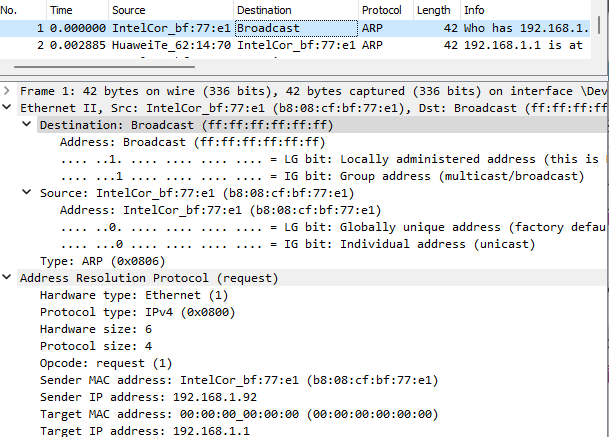 No. Time Source Destination Protocol Length Info
1 0.000000 IntelCor_bf:77:e1 Broadcast ARP 42 Who has 192.168.1.
2 0.002885 HuaweiTe_62:14:70 IntelCor_bf:77:e1 ARP 42 192.168.1.1 is at
Frame 1: 42 bytes on wire (336 bits), 42 bytes captured (336 bits) on interface \Dev
Ethernet II, Src: IntelCor_bf:77:e1 (b8:08:cf:bf:77:e1), Dst: Broadcast (ff:ff:ff:ff
Destination: Broadcast (ff:ff:ff:ff:ff:ff)
Address: Broadcast (ff:ff:ff:ff:ff:ff)
.... ..1. .... .... .... .... = LG bit: Locally administered address (this is
.... ...1 .... .... .... .... = IG bit: Group address (multicast/broadcast)
Source: IntelCor_bf:77:e1 (b8:08:cf:bf:77:e1)
Address: IntelCor_bf:77:e1 (b8:08:cf:bf:77:e1)
.... ..0. .... .... .... .... = LG bit: Globally unique address (factory defau
.... ...0 .... .... .... .... = IG bit: Individual address (unicast)
Type: ARP (0x0806)
Address Resolution Protocol (request)
Hardware type: Ethernet (1)
Protocol type: IPv4 (0x0800)
Hardware size: 6
Protocol size: 4
Opcode: request (1)
Sender MAC address: IntelCor_bf:77:e1 (b8:08:cf:bf:77:e1)
Sender IP address: 192.168.1.92
Target MAC address: 00:00:00_00:00:00 (00:00:00:00:00:00)
Target IP address: 192.168.1.1